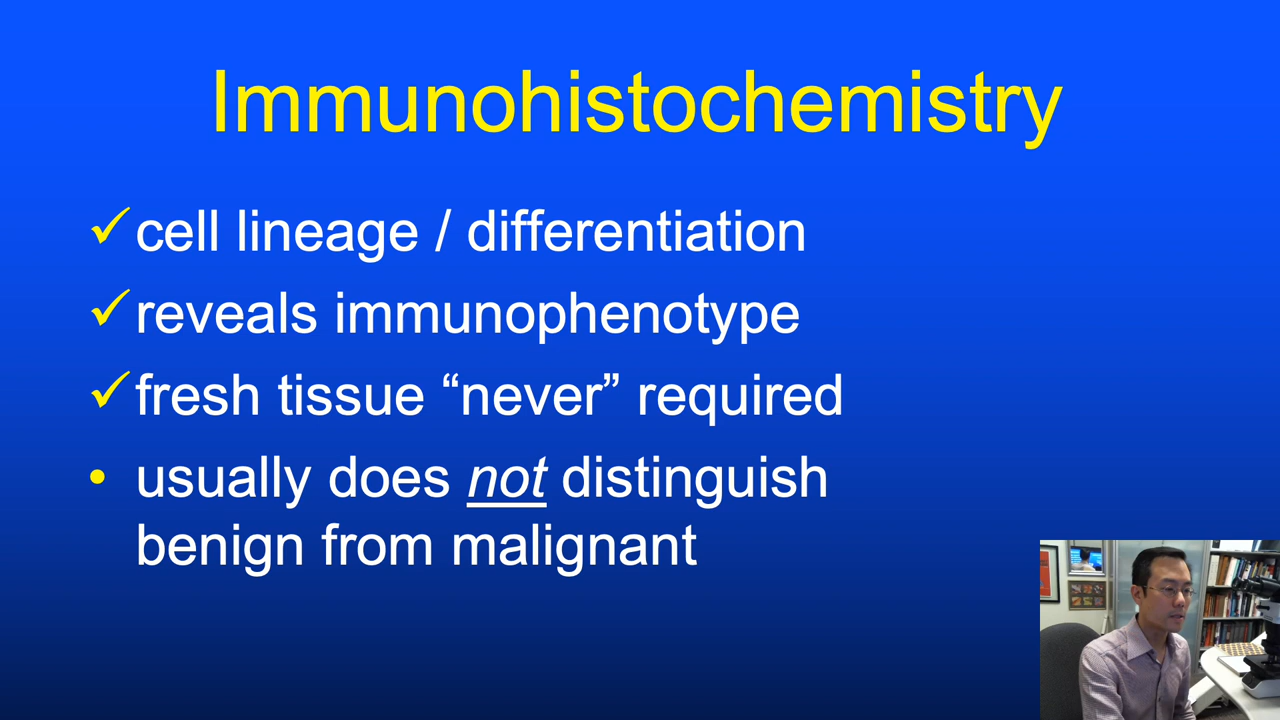 Immunohistochemistry
✓ cell lineage / differentiation
✓ reveals immunophenotype
✓ fresh tissue “never” required
• usually does not distinguish
benign from malignant